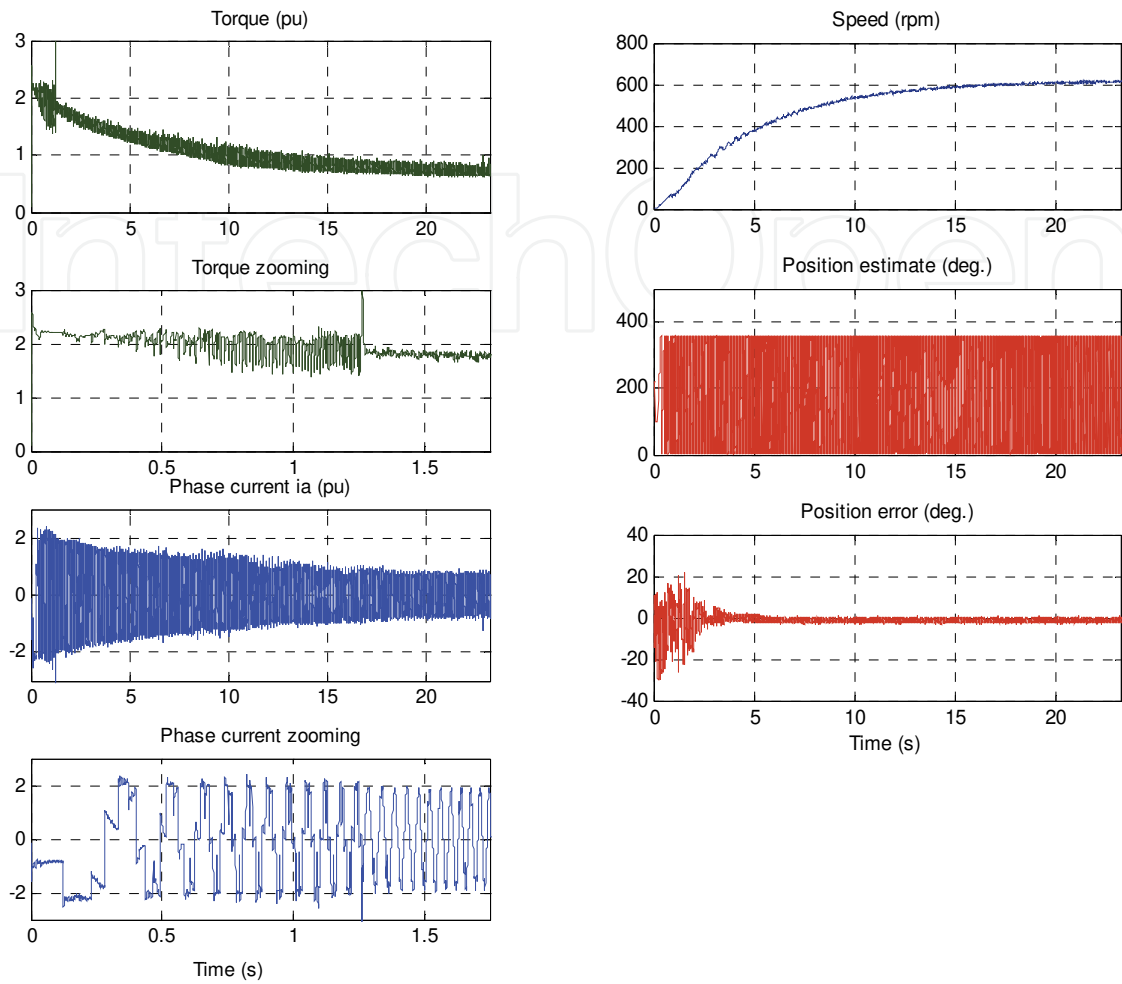 Torque (pu)
3
2
1
0
0 5 10 15 20
Torque zooming
3
2
1
0
0 0.5 1 1.5
Phase current ia (pu)
2
0
-2
0 5 10 15 20
Phase current zooming
2
0
-2
0 0.5 1 1.5
Time (s)
Speed (rpm)
800
600
400
200
0
0 5 10 15 20
Position estimate (deg.)
400
200
0
0 5 10 15 20
Position error (deg.)
40
20
0
-20
-40
0 5 10 15 20
Time (s)
IntechOpen